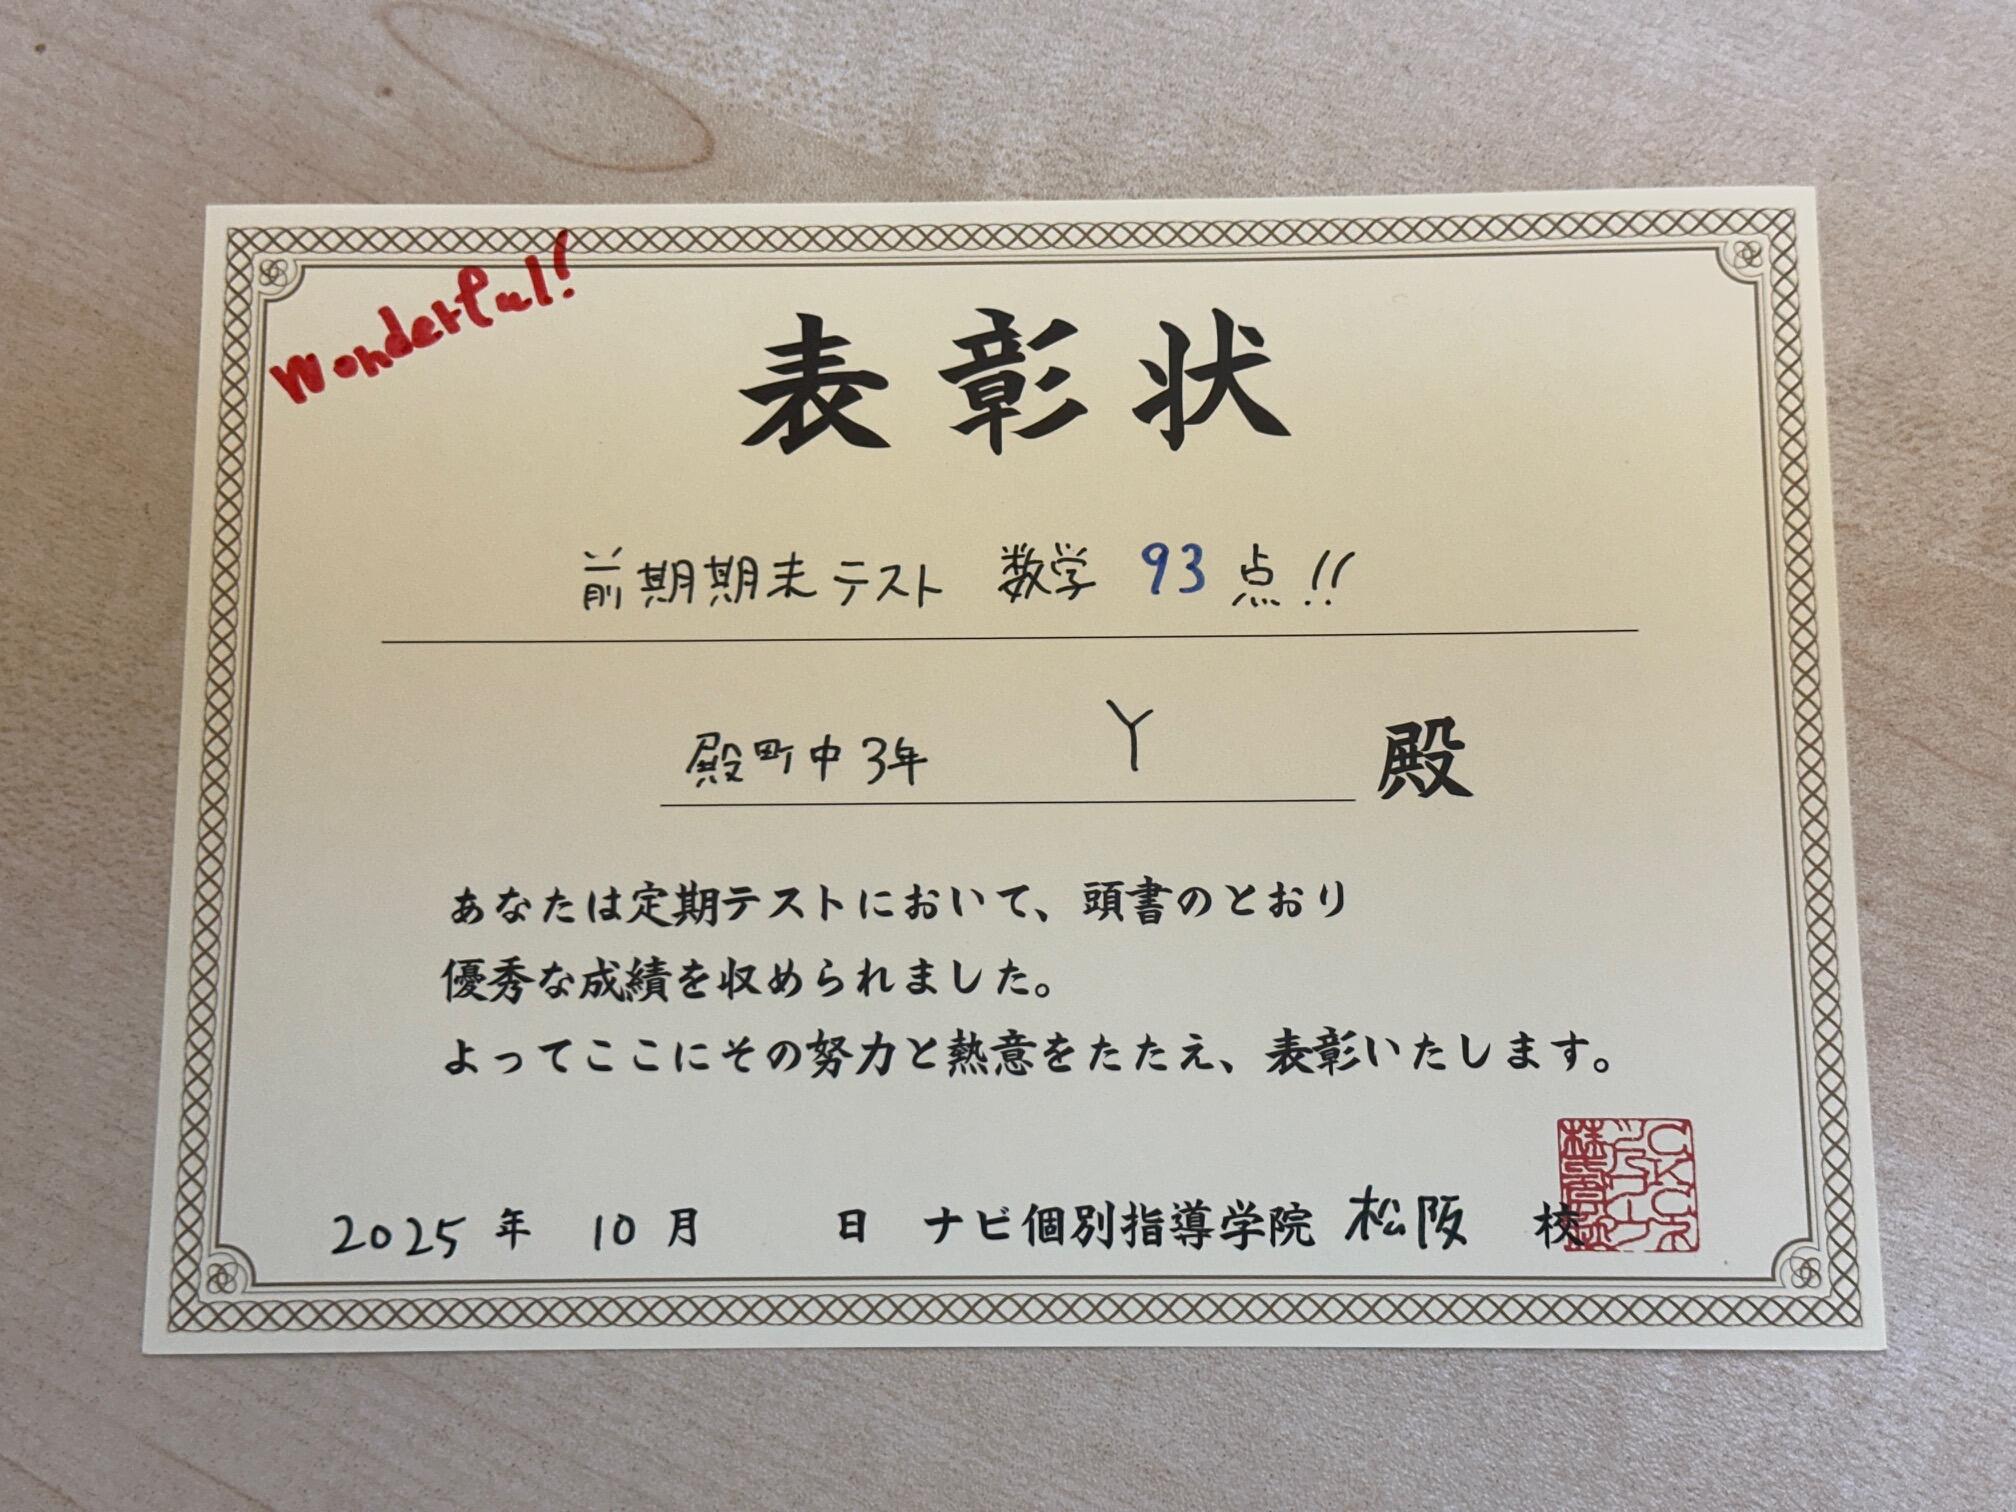 Wonderful!
表彰状
前期期末テスト 数学 93点!!
殿町中3年 Y 殿
あなたは定期テストにおいて、頭書のとおり
優秀な成績を収められました。
よってここにその努力と熱意をたたえ、表彰いたします。
2025年 10月 日 ナビ個別指導学院 松阪 校